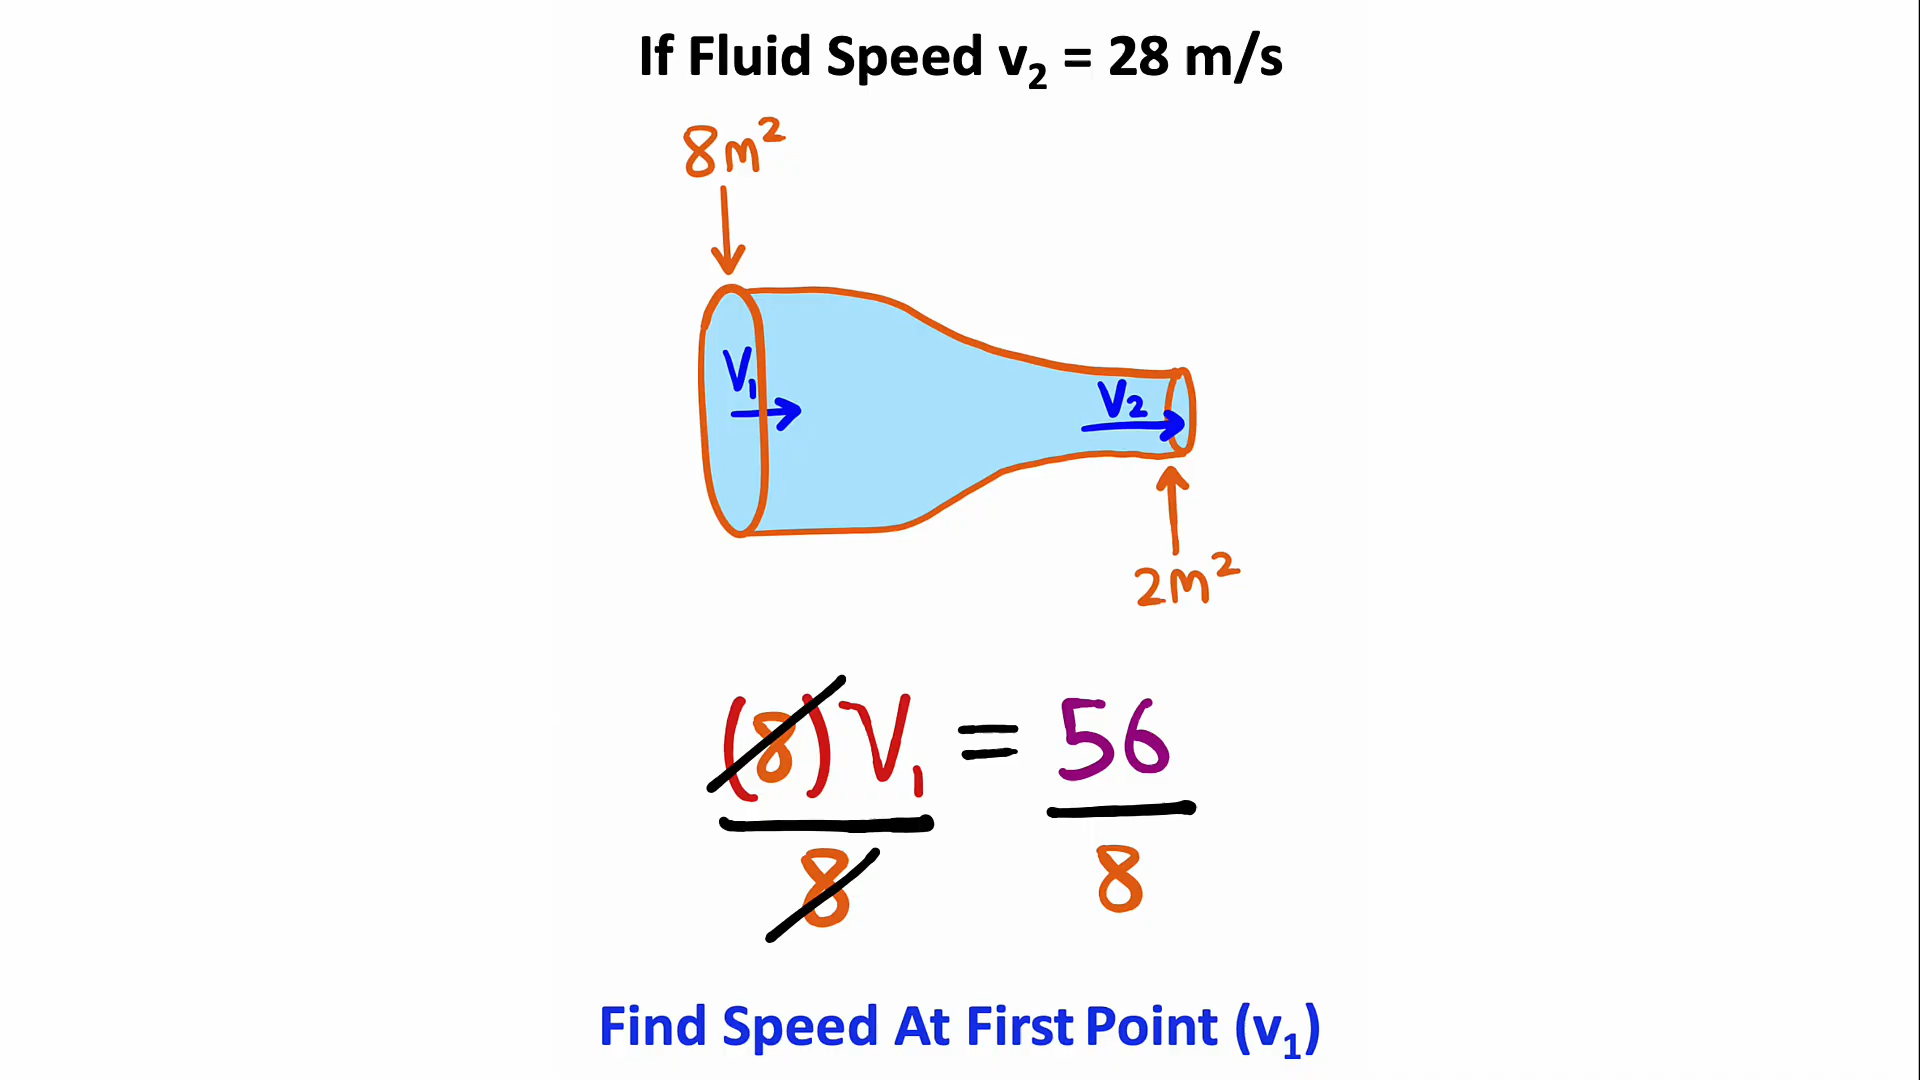 If Fluid Speed v₂ = 28 m/s
8m²
V₁
V₂
2m²
(8)V₁ = 56
8 8
Find Speed At First Point (v₁)